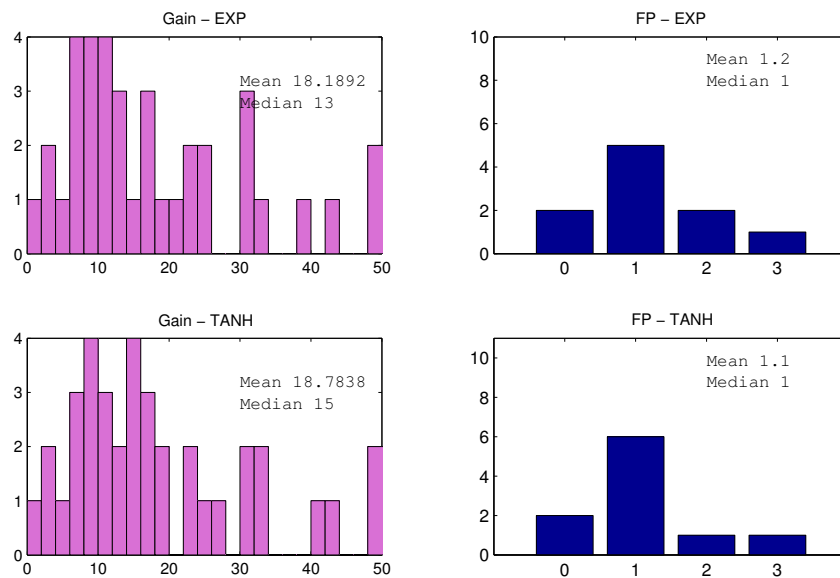 Gain − EXP
4
3
2
1
0
Mean 18.1892
Median 13
0 10 20 30 40 50
FP − EXP
10
8
6
4
2
0
Mean 1.2
Median 1
0 1 2 3
Gain − TANH
4
3
2
1
0
Mean 18.7838
Median 15
0 10 20 30 40 50
FP − TANH
10
8
6
4
2
0
Mean 1.1
Median 1
0 1 2 3